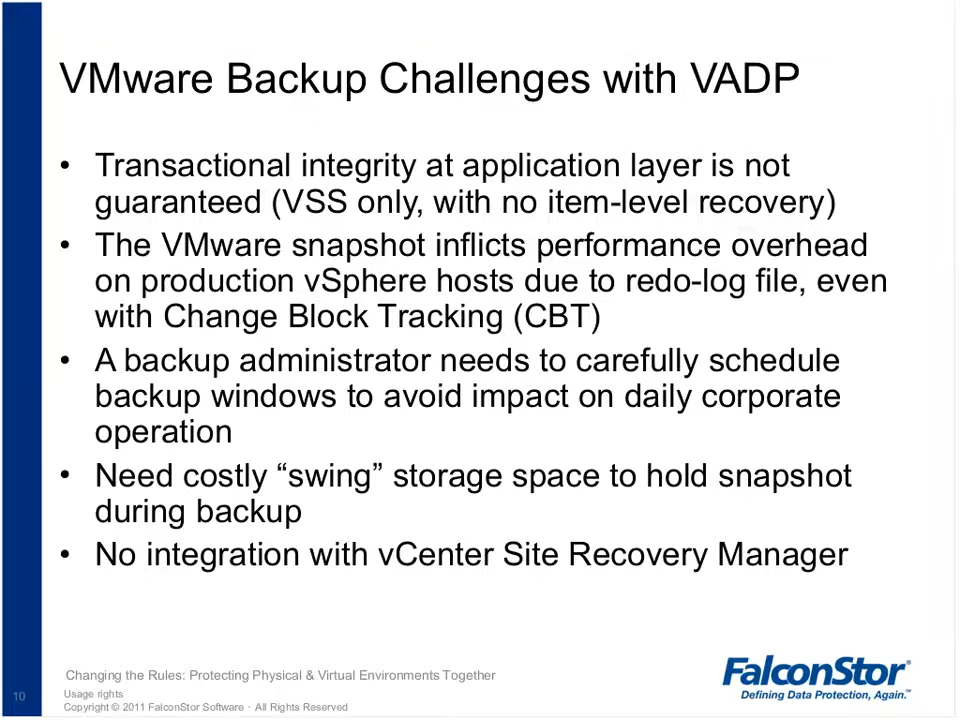 VMware Backup Challenges with VADP
• Transactional integrity at application layer is not
guaranteed (VSS only, with no item-level recovery)
• The VMware snapshot inflicts performance overhead
on production vSphere hosts due to redo-log file, even
with Change Block Tracking (CBT)
• A backup administrator needs to carefully schedule
backup windows to avoid impact on daily corporate
operation
• Need costly “swing” storage space to hold snapshot
during backup
• No integration with vCenter Site Recovery Manager
Changing the Rules: Protecting Physical & Virtual Environments Together
10
Usage rights
Copyright © 2011 FalconStor Software · All Rights Reserved
FalconStor®
Defining Data Protection, Again.™